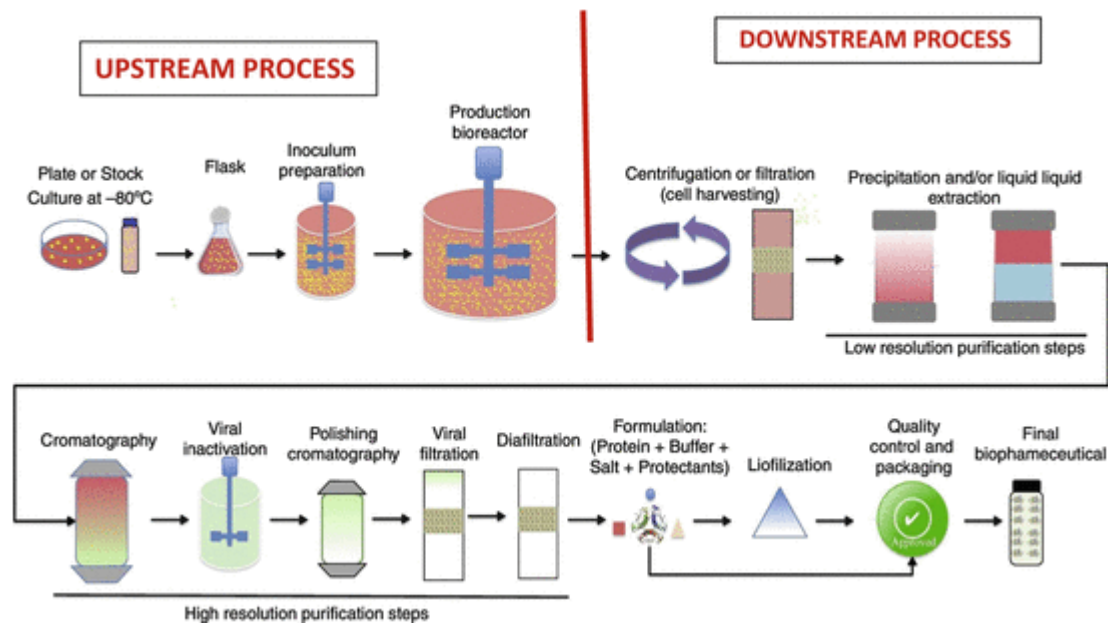 UPSTREAM PROCESS
DOWNSTREAM PROCESS
Plate or Stock
Culture at –80ºC
Flask
Inoculum
preparation
Production
bioreactor
Centrifugation or filtration
(cell harvesting)
Precipitation and/or liquid liquid
extraction
Low resolution purification steps
Cromatography
Viral
inactivation
Polishing
cromatography
Viral
filtration
Diafiltration
Formulation:
(Protein + Buffer +
Salt + Protectants)
Liofilization
Quality
control and
packaging
Approval
Final
biophameceutical
High resolution purification steps